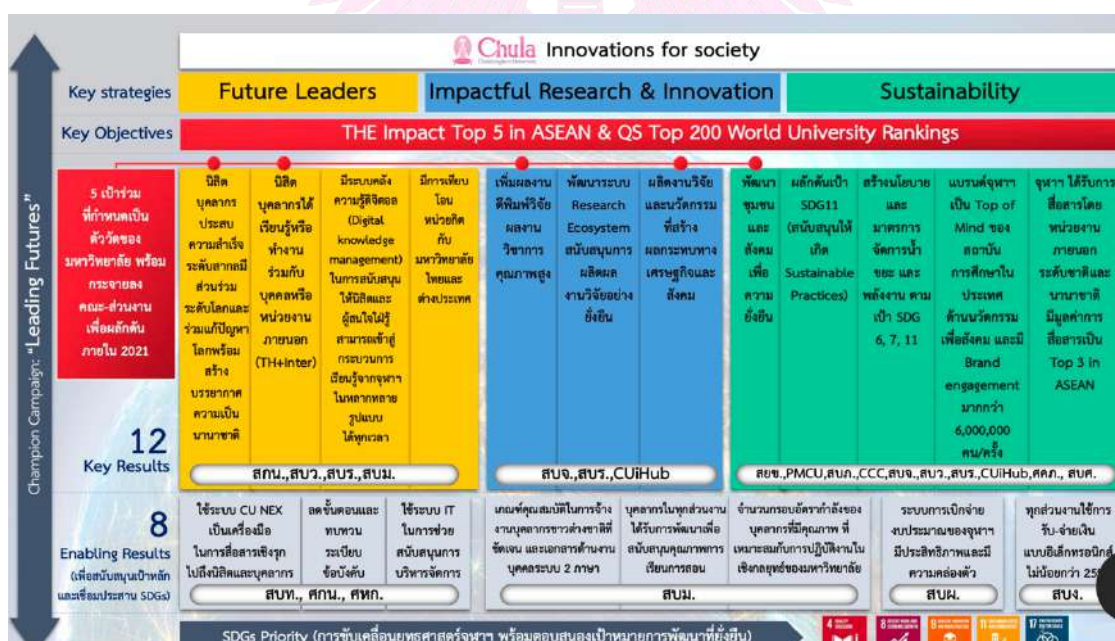 Chula Innovations for society
Key strategies
Future Leaders
Impactful Research & Innovation
Sustainability
Key Objectives
THE Impact Top 5 in ASEAN & QS Top 200 World University Rankings
Champion Campaign: "Leading Futures"
5 เป้าร่วม
ที่กำหนดเป็น
ตัววัดของ
มหาวิทยาลัย พร้อม
กระจายลง
คณะ-ส่วนงาน
เพื่อผลักดัน
ภายใน 2021
12
Key Results
นิสิต
บุคลากร
ประสบ
ความสำเร็จ
ระดับสากลมี
ส่วนร่วม
ระดับโลกและ
ร่วมแก้ปัญหา
โลกพร้อม
สร้าง
บรรยากาศ
ความเป็น
นานาชาติ
นิสิต
บุคลากรได้
เรียนรู้หรือ
ทำงาน
ร่วมกับ
บุคคลหรือ
หน่วยงาน
ภายนอก
(TH+Inter)
มีระบบคลัง
ความรู้ดิจิตอล
(Digital
knowledge
management)
ในการสนับสนุน
ให้นิสิตและ
ผู้สนใจใฝ่รู้
สามารถเข้าสู่
กระบวนการ
เรียนรู้จากจุฬาฯ
ในหลากหลาย
รูปแบบ
ได้ทุกเวลา
มีการเทียบ
โอน
หน่วยกิต
กับ
มหาวิทยาลัย
ไทยและ
ต่างประเทศ
สกน.,สบว.,สบร.,สบม.
เพิ่มผลงาน
ตีพิมพ์วิจัย
ผลงาน
วิชาการ
คุณภาพสูง
พัฒนาระบบ
Research
Ecosystem
สนับสนุนการ
ผลิตผล
งานวิจัยอย่าง
ยั่งยืน
ผลิตงานวิจัย
และนวัตกรรม
ที่สร้าง
ผลกระทบทาง
เศรษฐกิจและ
สังคม
สบจ.,สบร.,CUiHub
พัฒนา
ชุมชน
และ
สังคม
เพื่อ
ความ
ยั่งยืน
ผลักดันเป้า
SDG11
(สนับสนุนให้
เกิด
Sustainable
Practices)
สร้างนโยบาย
และ
มาตรการ
จัดการน้ำ
ขยะ และ
พลังงาน ตาม
เป้า SDG
6, 7, 11
แบรนด์จุฬาฯ
เป็น Top of
Mind ของ
สถาบัน
การศึกษาใน
ประเทศ
ด้านนวัตกรรม
เพื่อสังคม และมี
Brand
engagement
มากกว่า
6,000,000
คน/ครั้ง
จุฬาฯ ได้รับการ
สื่อสารโดย
หน่วยงาน
ภายนอก
ระดับชาติและ
นานาชาติ
มีมูลค่าการ
สื่อสารเป็น
Top 3 in
ASEAN
สยช.,PMCU,สบภ.,CCC,สบจ.,สบว.,สบร.,CUiHub,ศคภ., สบศ.
8
Enabling Results
(เพื่อสนับสนุนเป้าหลัก
และเชื่อมประสาน SDGs)
ใช้ระบบ CU NEX
เป็นเครื่องมือ
ในการสื่อสารเชิงรุก
ไปถึงนิสิตและบุคลากร
ลดขั้นตอนและ
ทบทวน
ระเบียบ
ข้อบังคับ
ใช้ระบบ IT
ในการช่วย
สนับสนุนการ
บริหารจัดการ
สบท., ศกน., ศหก.
เกณฑ์คุณสมบัติในการจ้าง
งานบุคลากรชาวต่างชาติที่
ชัดเจน และเอกสารด้านงาน
บุคคลระบบ 2 ภาษา
บุคลากรในทุกส่วนงาน
ได้รับการพัฒนาเพื่อ
สนับสนุนคุณภาพการ
เรียนการสอน
จำนวนกรอบอัตรากำลังของ
บุคลากรที่มีคุณภาพ ที่
เหมาะสมกับการปฏิบัติงานใน
เชิงกลยุทธ์ของมหาวิทยาลัย
สบม.
ระบบการเบิกจ่าย
งบประมาณของจุฬาฯ
มีประสิทธิภาพและมี
ความคล่องตัว
สบผ.
ทุกส่วนงานใช้การ
รับ-จ่ายเงิน
แบบอิเล็กทรอนิกส์
ไม่น้อยกว่า
สบง.
SDGs Priority (การขับเคลื่อนยุทธศาสตร์จุฬาฯ พร้อมตอบสนองเป้าหมายการพัฒนาที่ยั่งยืน)